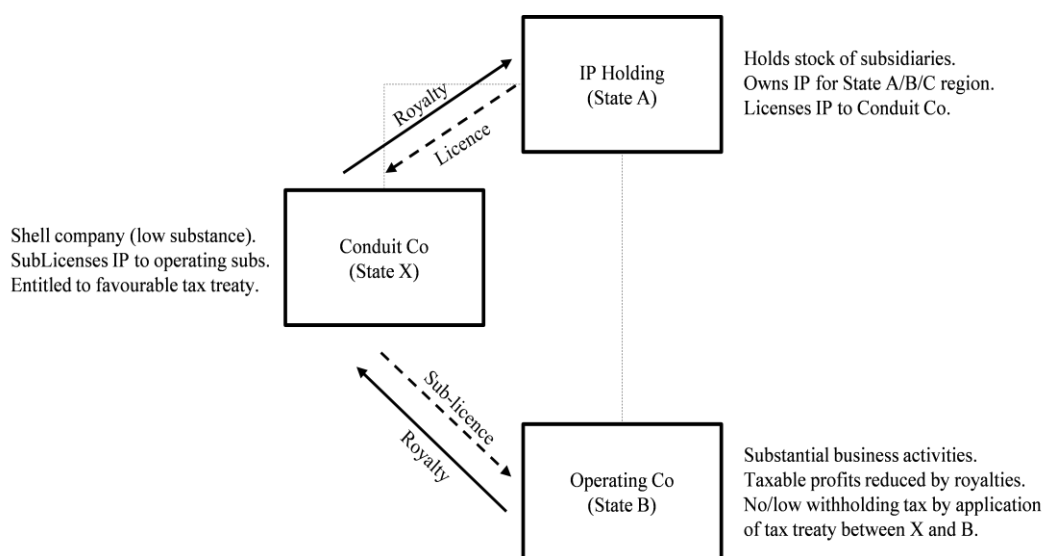 IP Holding
(State A)
Holds stock of subsidiaries.
Owns IP for State A/B/C region.
Licenses IP to Conduit Co.
Royalty
Licence
Shell company (low substance).
SubLicenses IP to operating subs.
Entitled to favourable tax treaty.
Conduit Co
(State X)
Sub-licence
Royalty
Operating Co
(State B)
Substantial business activities.
Taxable profits reduced by royalties.
No/low withholding tax by application
of tax treaty between X and B.